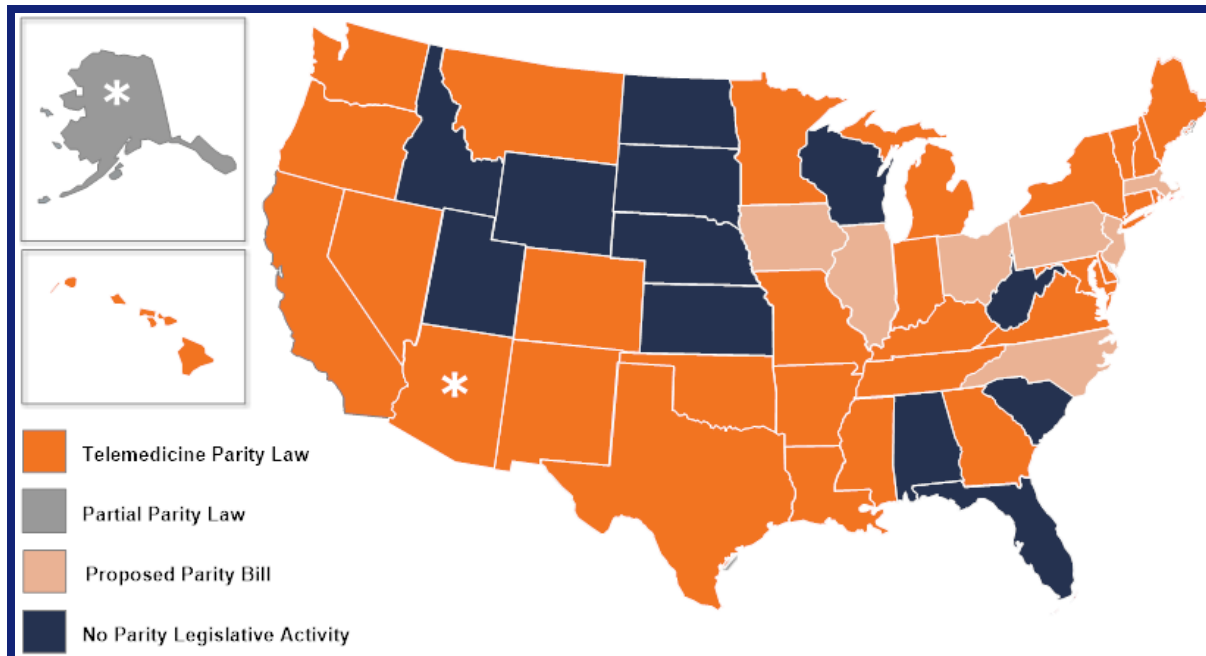 *
*
Telemedicine Parity Law
Partial Parity Law
Proposed Parity Bill
No Parity Legislative Activity